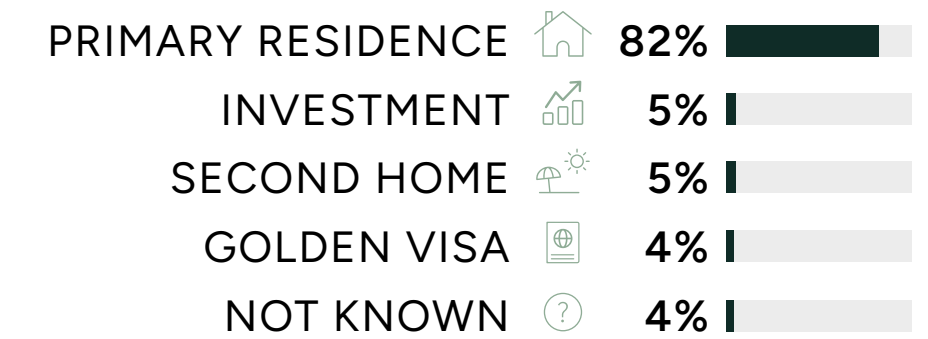 PRIMARY RESIDENCE 82%
INVESTMENT 5%
SECOND HOME 5%
GOLDEN VISA 4%
NOT KNOWN ? 4%